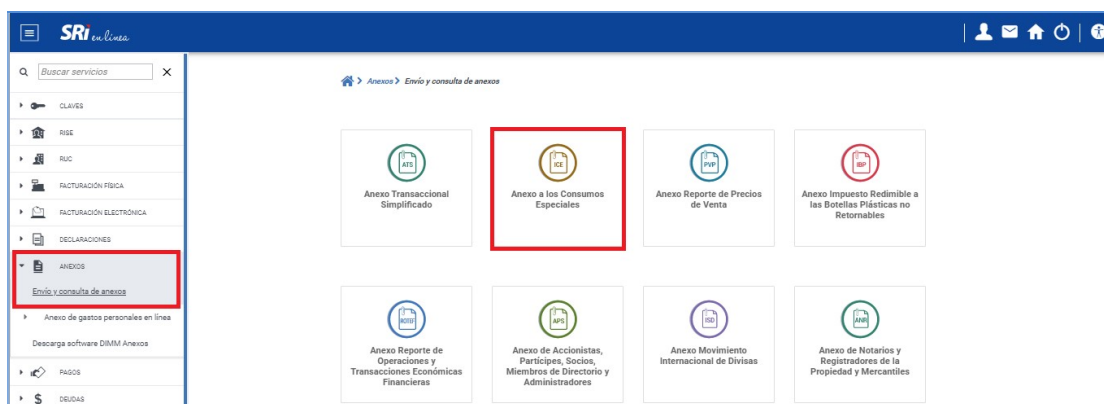 SRi en línea
Buscar servicios
CLAVES
RISE
RUC
FACTURACIÓN FÍSICA
FACTURACIÓN ELECTRÓNICA
DECLARACIONES
ANEXOS
Envío y consulta de anexos
Anexo de gastos personales en línea
Descarga software DIMM Anexos
PAGOS
DEUDAS
Anexos > Envío y consulta de anexos
ATS
Anexo Transaccional
Simplificado
ICE
Anexo a los Consumos
Especiales
PVP
Anexo Reporte de Precios
de Venta
IBP
Anexo Impuesto Redimible a
las Botellas Plásticas no
Retornables
ROTEF
Anexo Reporte de
Operaciones y
Transacciones Económicas
Financieras
APS
Anexo de Accionistas,
Partícipes, Socios,
Miembros de Directorio y
Administradores
ISD
Anexo Movimiento
Internacional de Divisas
ANR
Anexo de Notarios y
Registradores de la
Propiedad y Mercantiles